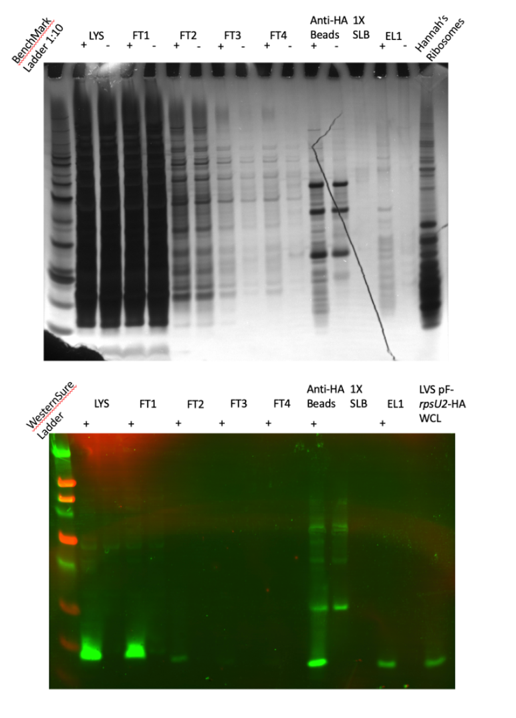 BenchMark
Ladder 1:10
LYS
+ -
FT1
+ -
FT2
+ -
FT3
+ -
FT4
+ -
Anti-HA
Beads
+ -
1X
SLB
EL1
+ -
Hannah's
Ribosomes
WesternSure
Ladder
LYS
+
FT1
+
FT2
+
FT3
+
FT4
+
Anti-HA
Beads
+
1X
SLB
EL1
+
LVS pF-
rpsU2-HA
WCL